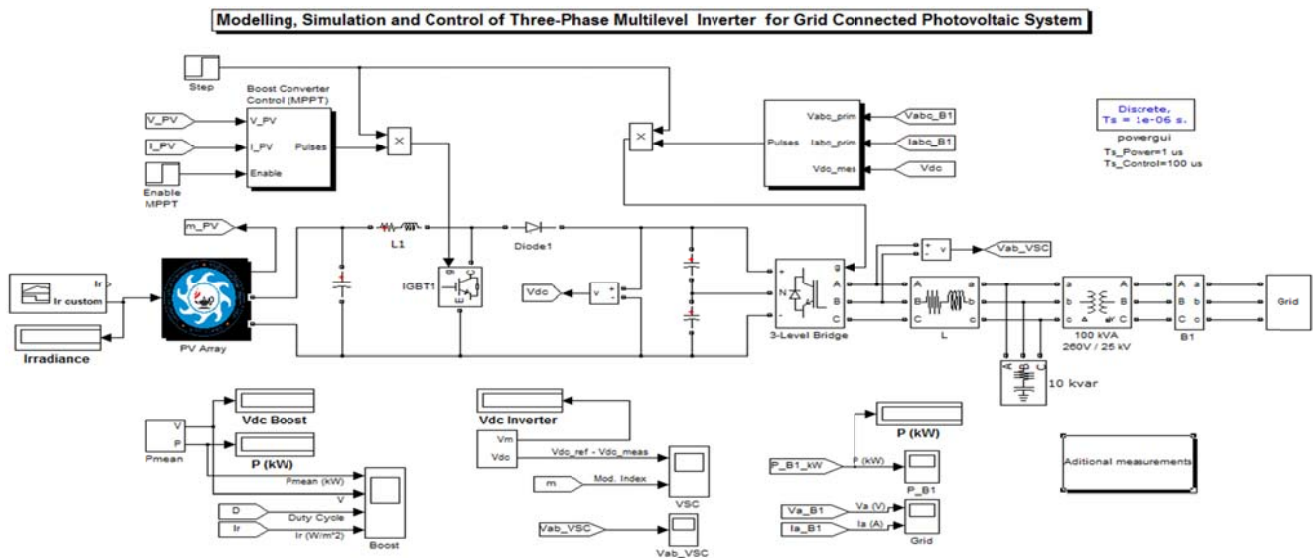 Modelling, Simulation and Control of Three-Phase Multilevel Inverter for Grid Connected Photovoltaic System
Step
Boost Converter
Control (MPPT)
V_PV
V_PV
I_PV
I_PV
Pulses
Enable
Enable
MPPT
Vabc_prim
Vabc_B1
Pulses
Iabc_prim
Iabc_B1
Vdc_mes
Vdc
Discrete,
Ts = 1e-06 s.
powergui
Ts_Power=1 us
Ts_Control=100 us
m_PV
L1
Diode1
Vab_VSC
v
Ir
Ir custom
Irradiance
PV Array
IGBT1
g
C
E
Vdc
v
+
N
-
g
A
B
C
3-Level Bridge
A
B
C
a
b
c
L
A
B
C
10 kvar
a
b
c
A
B
C
100 kVA
260V / 25 kV
A
B
C
a
b
c
B1
Grid
V
P
Pmean
Vdc Boost
P (kW)
Pmean (kW)
V
D
Duty Cycle
Ir
Ir (W/m^2)
Boost
Vdc Inverter
Vm
Vdc
Vdc_ref - Vdc_meas
m
Mod. Index
VSC
Vab_VSC
Vab_VSC
P (kW)
P_B1_kW
P (kW)
P_B1
Va_B1
Va (V)
Ia_B1
Ia (A)
Grid
Aditional measurements